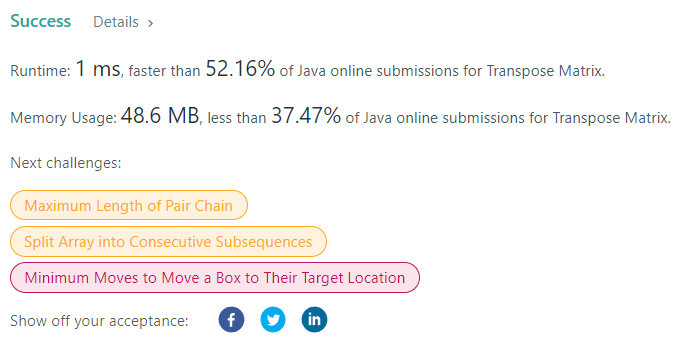 Success Details >
Runtime: 1 ms, faster than 52.16% of Java online submissions for Transpose Matrix.
Memory Usage: 48.6 MB, less than 37.47% of Java online submissions for Transpose Matrix.
Next challenges:
Maximum Length of Pair Chain
Split Array into Consecutive Subsequences
Minimum Moves to Move a Box to Their Target Location
Show off your acceptance: f in